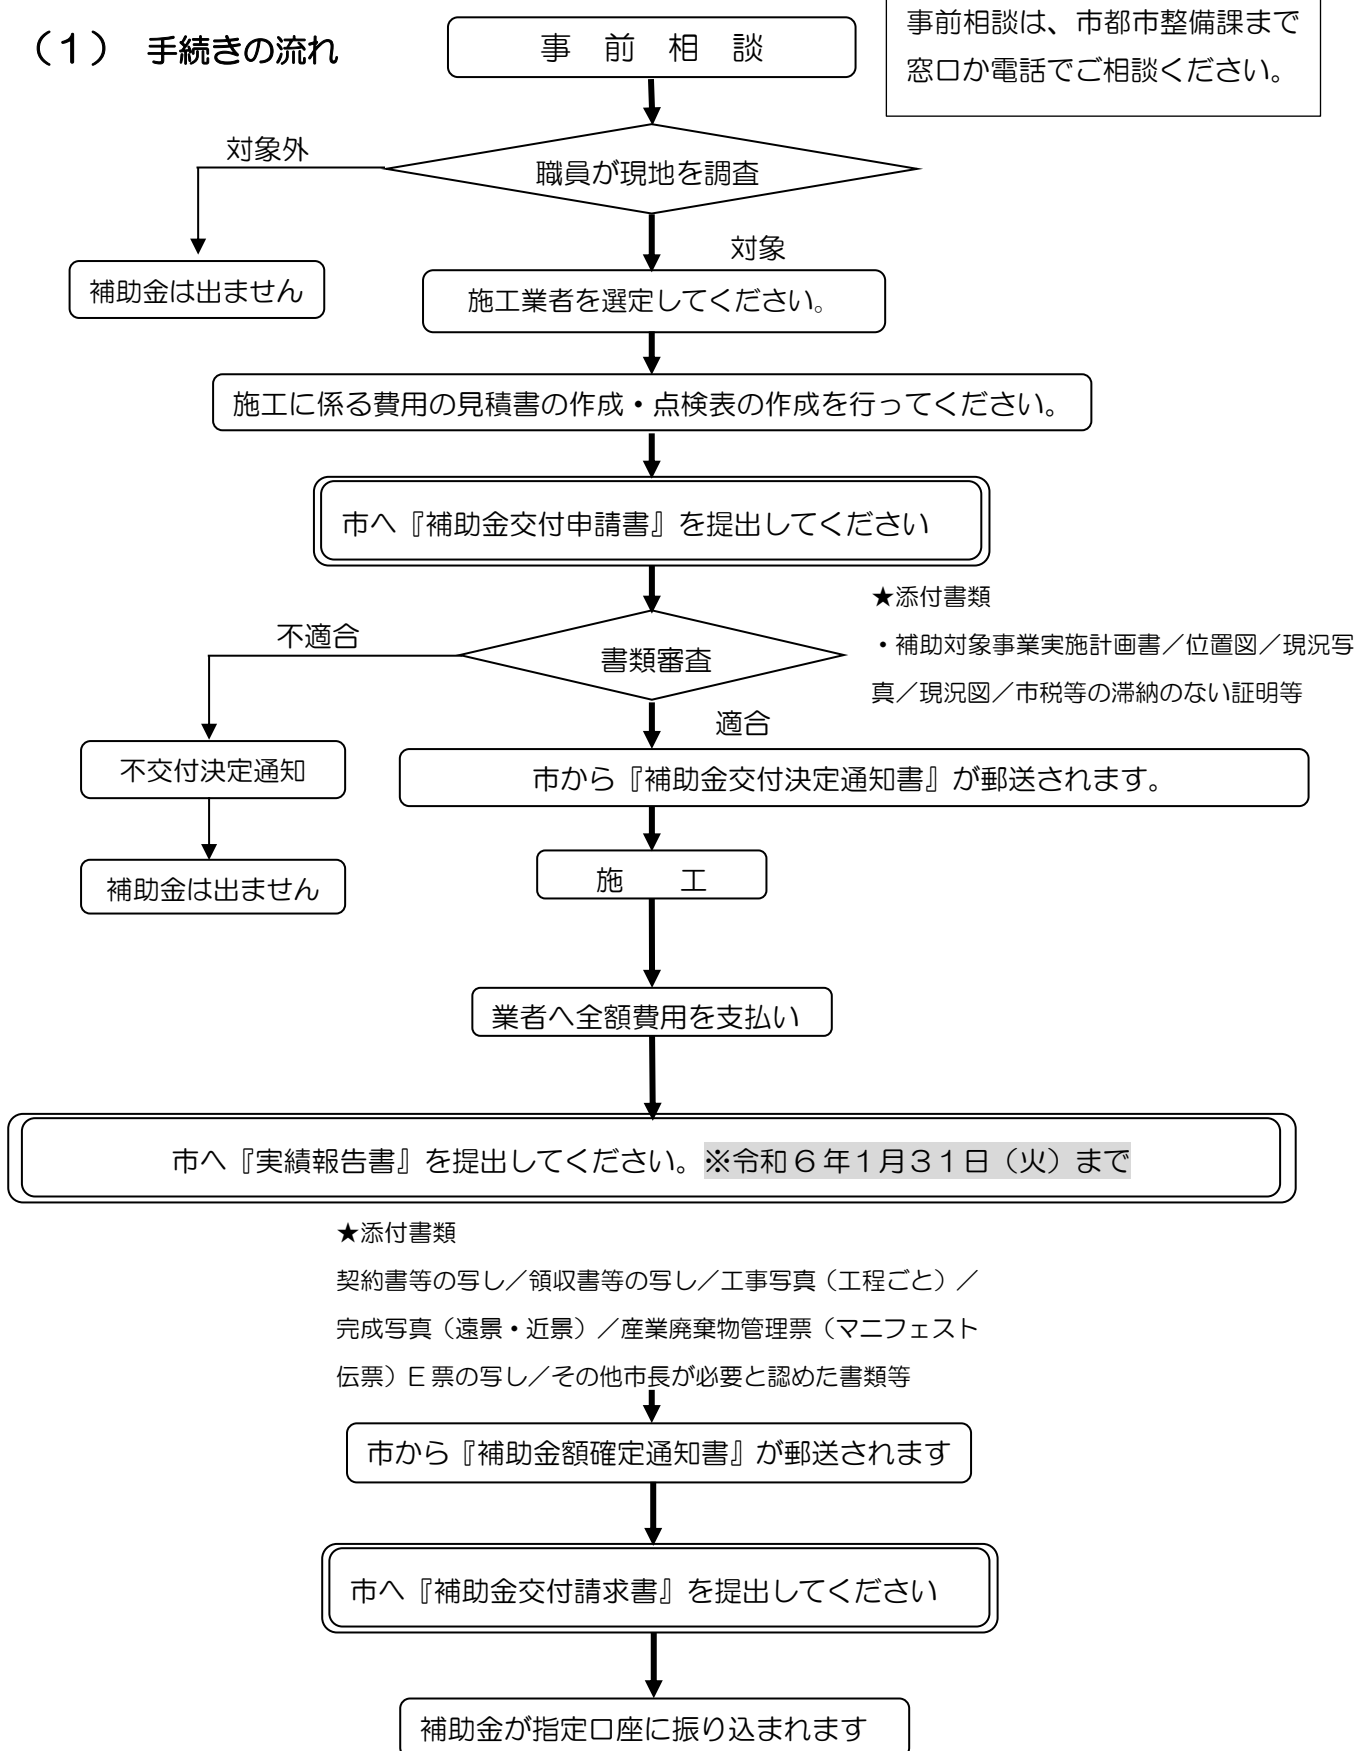 （１） 手続きの流れ
事 前 相 談
事前相談は、市都市整備課まで
窓口か電話でご相談ください。
対象外
職員が現地を調査
対象
補助金は出ません
施工業者を選定してください。
施工に係る費用の見積書の作成・点検表の作成を行ってください。
市へ『補助金交付申請書』を提出してください
★添付書類
・補助対象事業実施計画書／位置図／現況写
真／現況図／市税等の滞納のない証明等
不適合
書類審査
適合
不交付決定通知
市から『補助金交付決定通知書』が郵送されます。
補助金は出ません
施 工
業者へ全額費用を支払い
市へ『実績報告書』を提出してください。※令和６年１月３１日（火）まで
★添付書類
契約書等の写し／領収書等の写し／工事写真（工程ごと）／
完成写真（遠景・近景）／産業廃棄物管理票（マニフェスト
伝票）E 票の写し／その他市長が必要と認めた書類等
市から『補助金額確定通知書』が郵送されます
市へ『補助金交付請求書』を提出してください
補助金が指定口座に振り込まれます